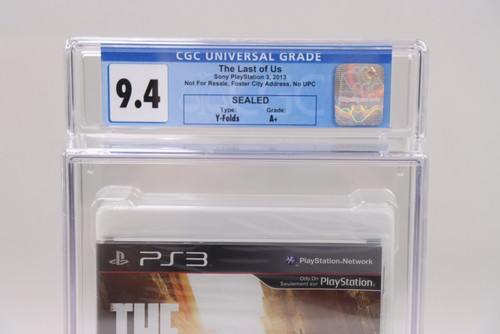 CGC UNIVERSAL GRADE
9.4
The Last of Us
Sony PlayStation 3, 2013
Not For Resale, Foster City Address, No UPC
SEALED
Type: Grade:
Y-Folds A+
PS3
PlayStation Network
Only On
Seulement sur PlayStation
THE